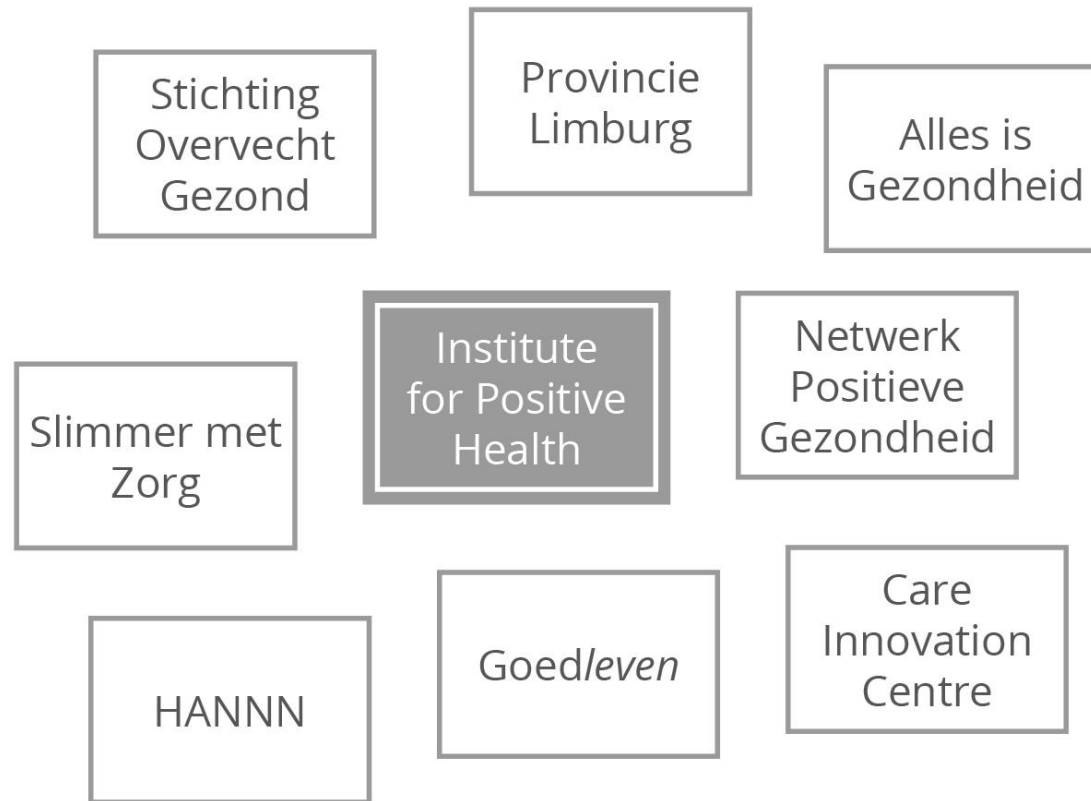 Stichting
Overvecht
Gezond
Provincie
Limburg
Alles is
Gezondheid
Institute
for Positive
Health
Netwerk
Positieve
Gezondheid
Slimmer met
Zorg
HANNN
Goedleven
Care
Innovation
Centre